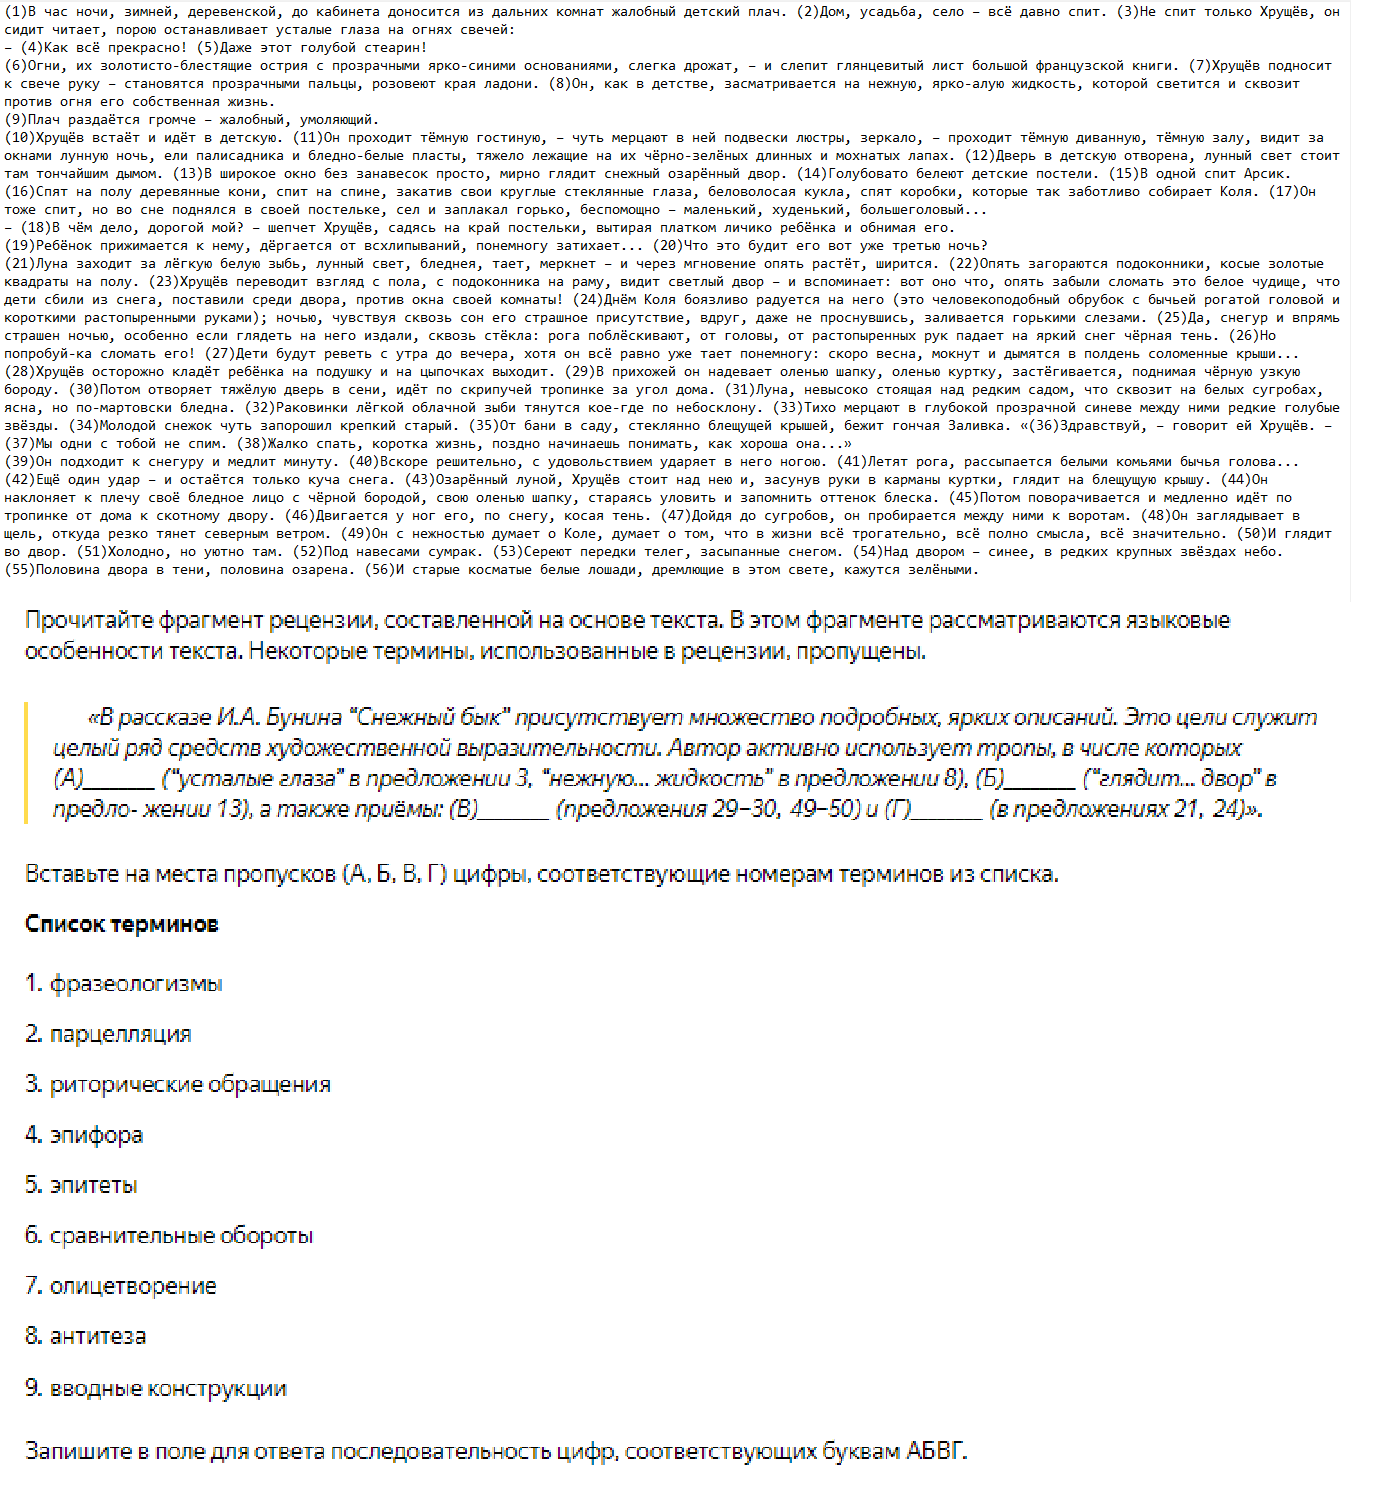 (1)В час ночи, зимней, деревенской, до кабинета доносится из дальних комнат жалобный детский плач. (2)Дом, усадьба, село – всё давно спит. (3)Не спит только Хрущёв, он
сидит читает, порою останавливает усталые глаза на огнях свечей:
– (4)Как всё прекрасно! (5)Даже этот голубой стеарин!
(6)Огни, их золотисто-блестящие острия с прозрачными ярко-синими основаниями, слегка дрожат, – и слепит глянцевитый лист большой французской книги. (7)Хрущёв подносит
к свече руку – становятся прозрачными пальцы, розовеют края ладони. (8)Он, как в детстве, засматривается на нежную, ярко-алую жидкость, которой светится и сквозит
против огня его собственная жизнь.
(9)Плач раздаётся громче – жалобный, умоляющий.
(10)Хрущёв встаёт и идёт в детскую. (11)Он проходит тёмную гостиную, – чуть мерцают в ней подвески люстры, зеркало, – проходит тёмную диванную, тёмную залу, видит за
окнами лунную ночь, ели палисадника и бледно-белые пласты, тяжело лежащие на их чёрно-зелёных длинных и мохнатых лапах. (12)Дверь в детскую отворена, лунный свет стоит
там тончайшим дымом. (13)В широкое окно без занавесок просто, мирно глядит снежный озарённый двор. (14)Голубовато белеют детские постели. (15)В одной спит Арсик.
(16)Спят на полу деревянные кони, спит на спине, закатив свои круглые стеклянные глаза, беловолосая кукла, спят коробки, которые так заботливо собирает Коля. (17)Он
тоже спит, но во сне поднялся в своей постельке, сел и заплакал горько, беспомощно – маленький, худенький, большеголовый...
– (18)В чём дело, дорогой мой? – шепчет Хрущёв, садясь на край постельки, вытирая платком личико ребёнка и обнимая его.
(19)Ребёнок прижимается к нему, дёргается от всхлипываний, понемногу затихает... (20)Что это будит его вот уже третью ночь?
(21)Луна заходит за лёгкую белую зыбь, лунный свет, бледнея, тает, меркнет – и через мгновение опять растёт, ширится. (22)Опять загораются подоконники, косые золотые
квадраты на полу. (23)Хрущёв переводит взгляд с пола, с подоконника на раму, видит светлый двор – и вспоминает: вот оно что, опять забыли сломать это белое чудище, что
дети сбили из снега, поставили среди двора, против окна своей комнаты! (24)Днём Коля боязливо радуется на него (это человекоподобный обрубок с бычьей рогатой головой и
короткими растопыренными руками); ночью, чувствуя сквозь сон его страшное присутствие, вдруг, даже не проснувшись, заливается горькими слезами. (25)Да, снегур и впрямь
страшен ночью, особенно если глядеть на него издали, сквозь стёкла: рога поблёскивают, от головы, от растопыренных рук падает на яркий снег чёрная тень. (26)Но
попробуй-ка сломать его! (27)Дети будут реветь с утра до вечера, хотя он всё равно уже тает понемногу: скоро весна, мокнут и дымятся в полдень соломенные крыши...
(28)Хрущёв осторожно кладёт ребёнка на подушку и на цыпочках выходит. (29)В прихожей он надевает оленью шапку, оленью куртку, застёгивается, поднимая чёрную узкую
бороду. (30)Потом отворяет тяжёлую дверь в сени, идёт по скрипучей тропинке за угол дома. (31)Луна, невысоко стоящая над редким садом, что сквозит на белых сугробах,
ясна, но по-мартовски бледна. (32)Раковинки лёгкой облачной зыби тянутся кое-где по небосклону. (33)Тихо мерцают в глубокой прозрачной синеве между ними редкие голубые
звёзды. (34)Молодой снежок чуть запорошил крепкий старый. (35)От бани в саду, стеклянно блещущей крышей, бежит гончая Заливка. «(36)Здравствуй, – говорит ей Хрущёв. –
(37)Мы одни с тобой не спим. (38)Жалко спать, коротка жизнь, поздно начинаешь понимать, как хороша она...»
(39)Он подходит к снегуру и медлит минуту. (40)Вскоре решительно, с удовольствием ударяет в него ногою. (41)Летят рога, рассыпается белыми комьями бычья голова...
(42)Ещё один удар – и остаётся только куча снега. (43)Озарённый луной, Хрущёв стоит над нею и, засунув руки в карманы куртки, глядит на блещущую крышу. (44)Он
наклоняет к плечу своё бледное лицо с чёрной бородой, свою оленью шапку, стараясь уловить и запомнить оттенок блеска. (45)Потом поворачивается и медленно идёт по
тропинке от дома к скотному двору. (46)Двигается у ног его, по снегу, косая тень. (47)Дойдя до сугробов, он пробирается между ними к воротам. (48)Он заглядывает в
щель, откуда резко тянет северным ветром. (49)Он с нежностью думает о Коле, думает о том, что в жизни всё трогательно, всё полно смысла, всё значительно. (50)И глядит
во двор. (51)Холодно, но уютно там. (52)Под навесами сумрак. (53)Сереют передки телег, засыпанные снегом. (54)Над двором – синее, в редких крупных звёздах небо.
(55)Половина двора в тени, половина озарена. (56)И старые косматые белые лошади, дремлющие в этом свете, кажутся зелёными.
Прочитайте фрагмент рецензии, составленной на основе текста. В этом фрагменте рассматриваются языковые
особенности текста. Некоторые термины, использованные в рецензии, пропущены.
«В рассказе И.А. Бунина “Снежный бык” присутствует множество подробных, ярких описаний. Это цели служит
целый ряд средств художественной выразительности. Автор активно использует тропы, в числе которых
(А)______ (“усталые глаза” в предложении 3, “нежную... жидкость” в предложении 8), (Б)______ (“глядит... двор” в
предло- жении 13), а также приёмы: (В)______ (предложения 29–30, 49–50) и (Г)______ (в предложениях 21, 24)».
Вставьте на места пропусков (А, Б, В, Г) цифры, соответствующие номерам терминов из списка.
Список терминов
1. фразеологизмы
2. парцелляция
3. риторические обращения
4. эпифора
5. эпитеты
6. сравнительные обороты
7. олицетворение
8. антитеза
9. вводные конструкции
Запишите в поле для ответа последовательность цифр, соответствующих буквам АБВГ.